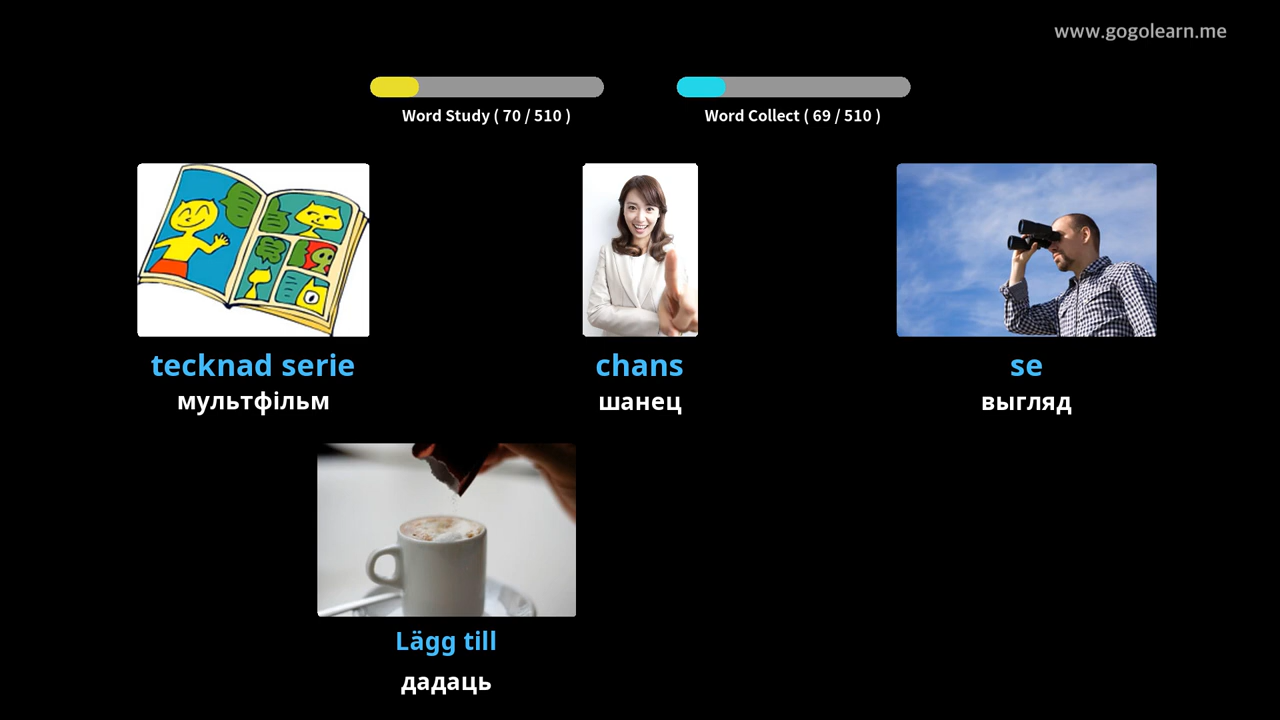 www.gogolearn.me
Word Study ( 70 / 510 )
Word Collect ( 69 / 510 )
tecknad serie
мультфільм
chans
шанец
se
выгляд
Lägg till
дадаць